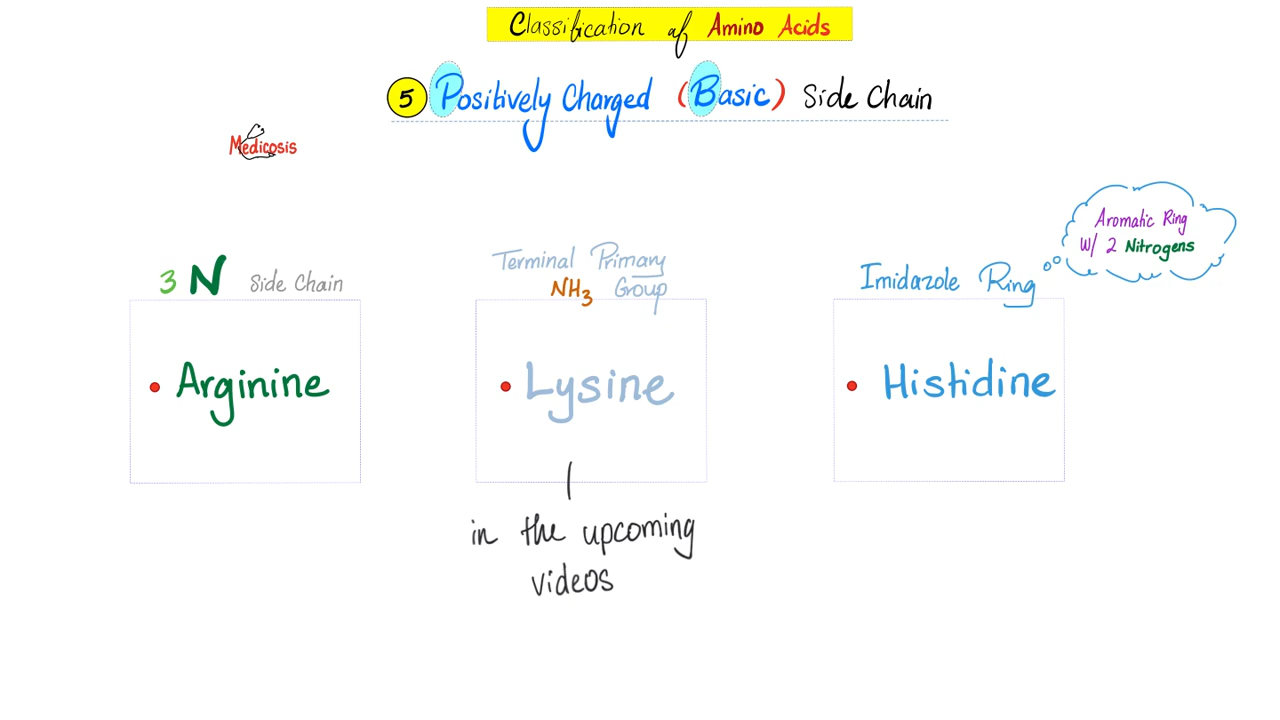 Classification of Amino Acids
5 Positively Charged (Basic) Side Chain
Medicosis
Aromatic Ring
w/ 2 Nitrogens
3 N Side Chain
Terminal Primary
NH3 Group
Imidazole Ring
• Arginine
• Lysine
• Histidine
in the upcoming
videos